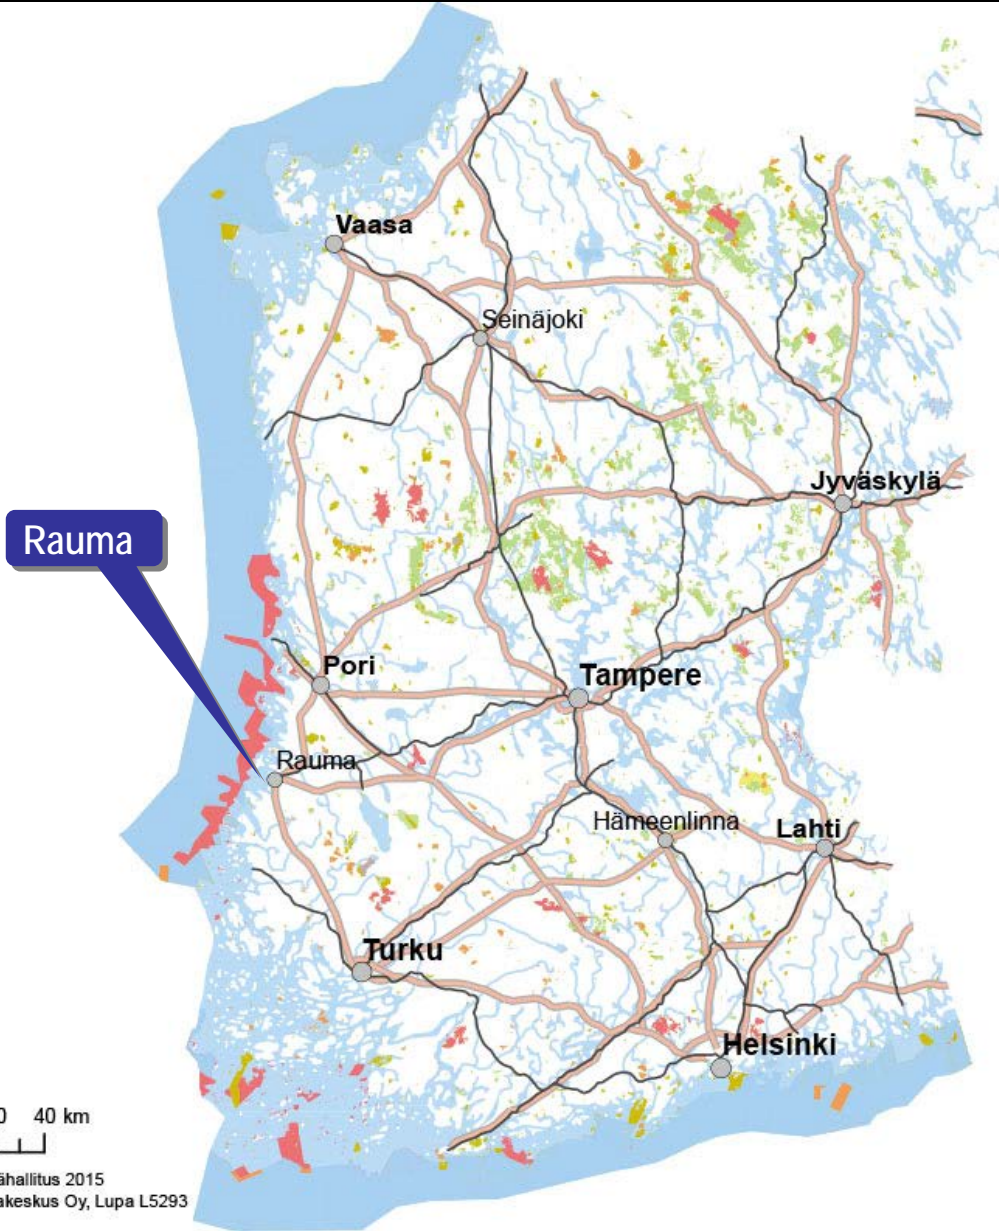 Vaasa
Seinäjoki
Jyväskylä
Rauma
Pori
Tampere
Rauma
Hämeenlinna
Lahti
Turku
Helsinki
0 40 km
ähallitus 2015
akeskus Oy, Lupa L5293